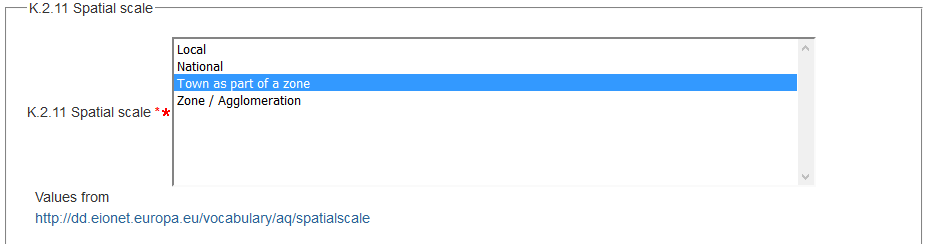 K.2.11 Spatial scale
Local
National
Town as part of a zone
Zone / Agglomeration
K.2.11 Spatial scale **
Values from
http://dd.eionet.europa.eu/vocabulary/aq/spatialscale